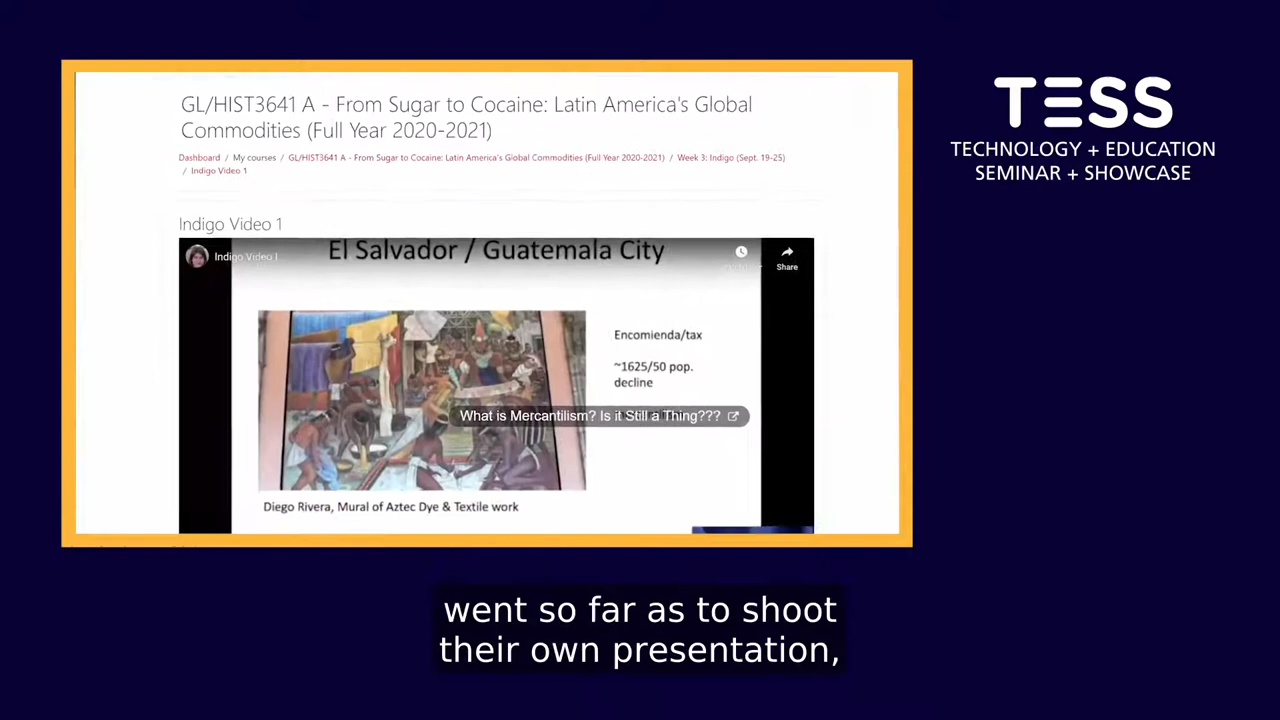 GL/HIST3641 A - From Sugar to Cocaine: Latin America's Global
Commodities (Full Year 2020-2021)
Dashboard / My courses / GL/HIST3641 A - From Sugar to Cocaine: Latin America's Global Commodities (Full Year 2020-2021) / Week 3: Indigo (Sept. 19-25)
/ Indigo Video 1
Indigo Video 1
El Salvador / Guatemala City
Indigo Video I
Share
Encomienda/tax
~1625/50 pop.
decline
What is Mercantilism? Is it Still a Thing???
Diego Rivera, Mural of Aztec Dye & Textile work
TESS
TECHNOLOGY + EDUCATION
SEMINAR + SHOWCASE
went so far as to shoot
their own presentation,